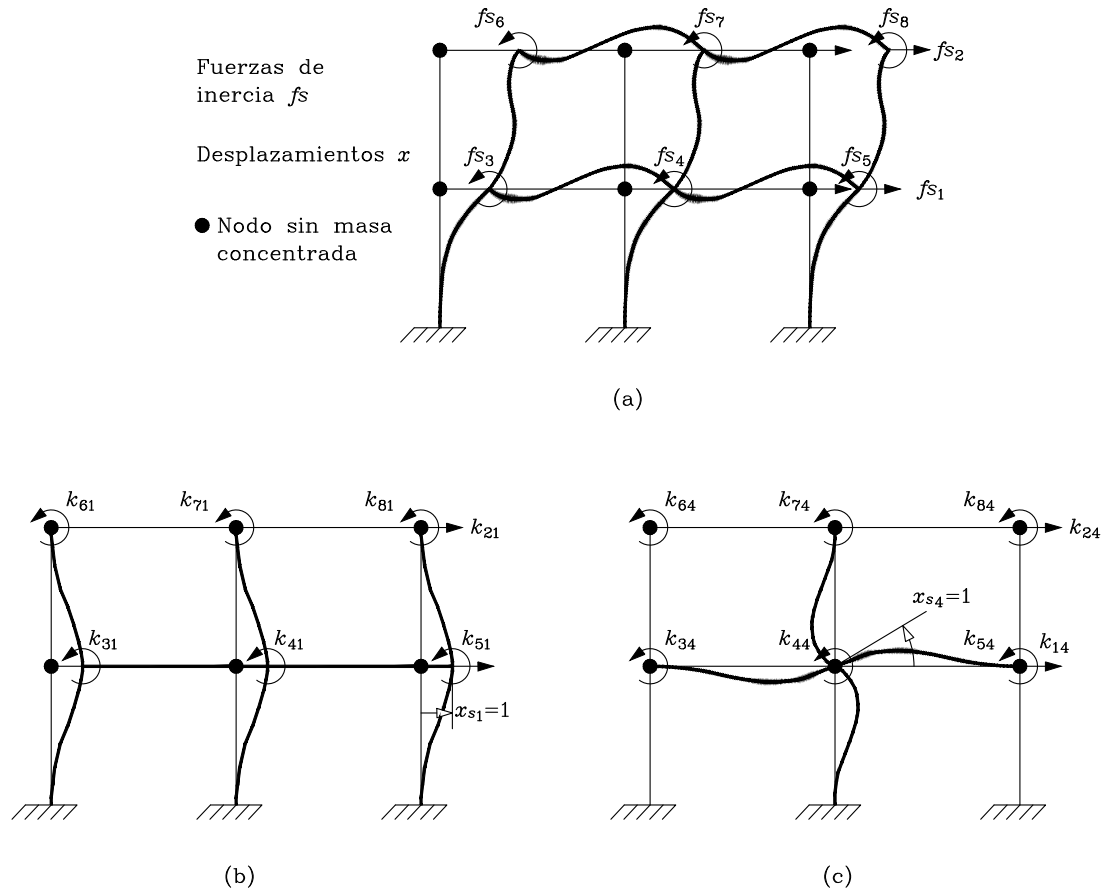 fs6
fs7
fs8
fs2
Fuerzas de
inercia fs
Desplazamientos x
fs3
fs4
fs5
fs1
Nodo sin masa
concentrada
(a)
k61
k71
k81
k21
k31
k41
k51
xs1=1
(b)
k64
k74
k84
k24
xs4=1
k34
k44
k54
k14
(c)